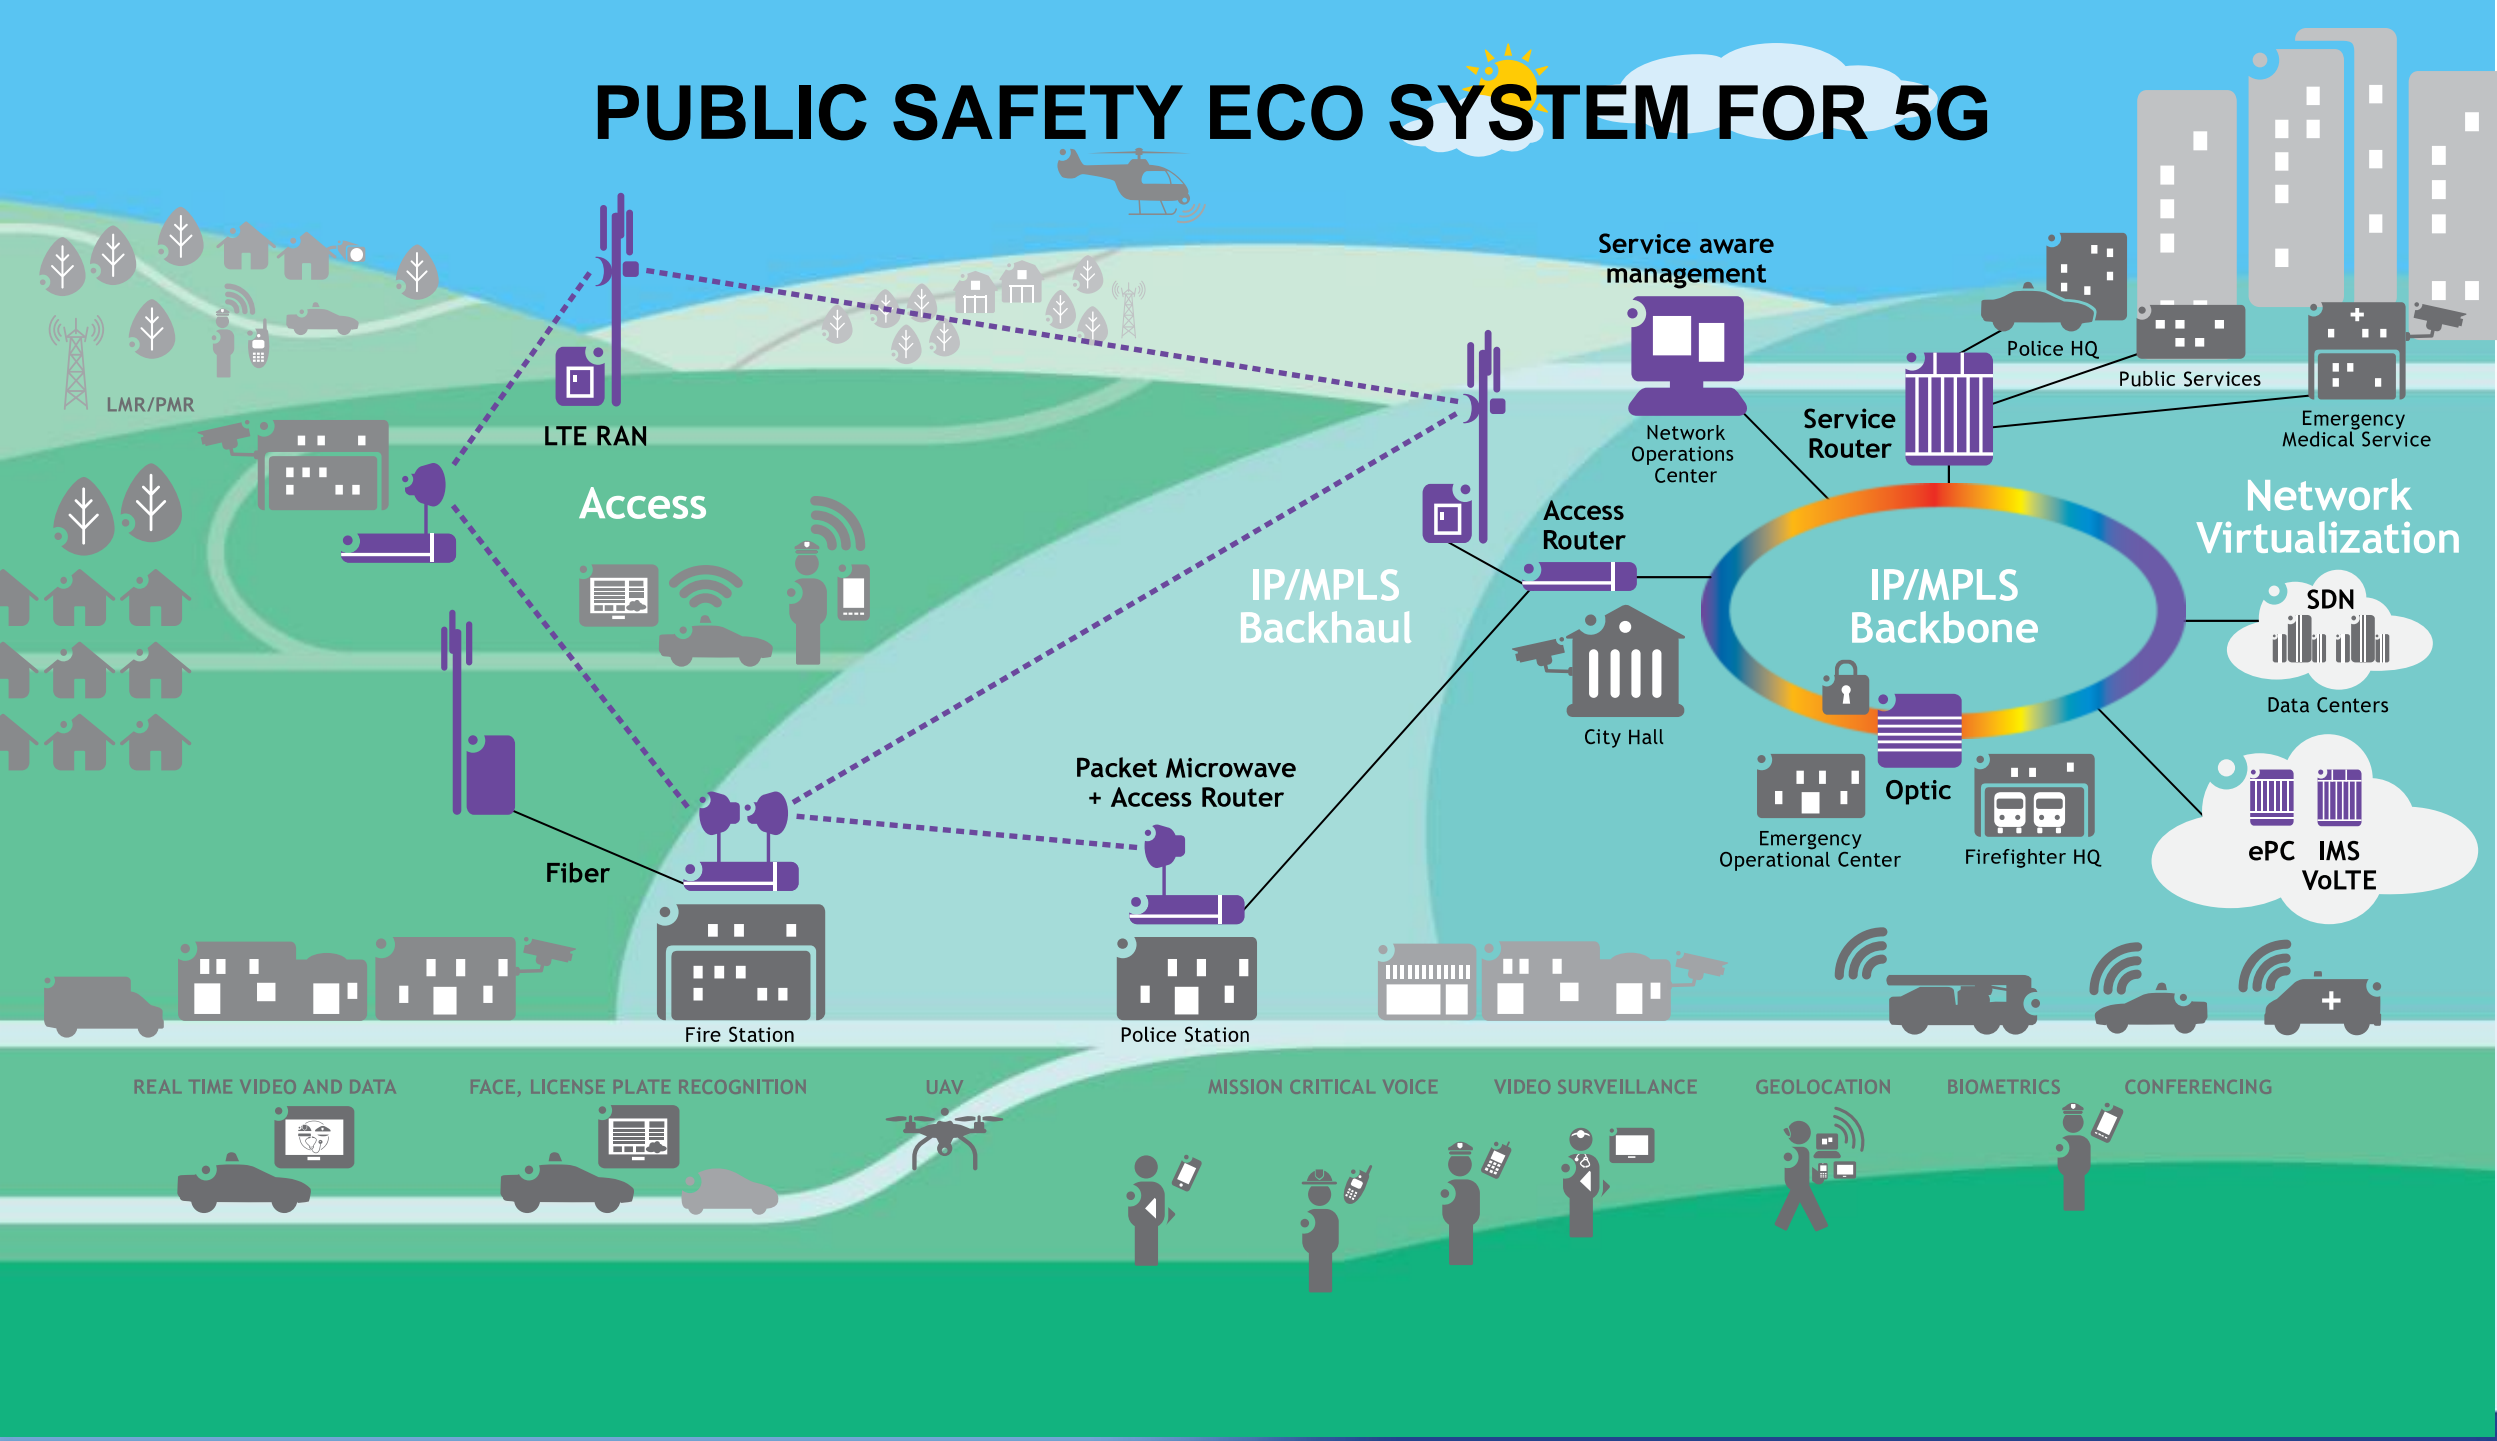 PUBLIC SAFETY ECO SYSTEM FOR 5G
Service aware
management
Network
Operations
Center
Police HQ
Public Services
Emergency
Medical Service
Service
Router
LMR/PMR
LTE RAN
Access
Access
Router
IP/MPLS
Backhaul
IP/MPLS
Backbone
Network
Virtualization
SDN
Data Centers
City Hall
Packet Microwave
+ Access Router
Optic
Emergency
Operational Center
Firefighter HQ
ePC
IMS
VoLTE
Fiber
Fire Station
Police Station
REAL TIME VIDEO AND DATA
FACE, LICENSE PLATE RECOGNITION
UAV
MISSION CRITICAL VOICE
VIDEO SURVEILLANCE
GEOLOCATION
BIOMETRICS
CONFERENCING